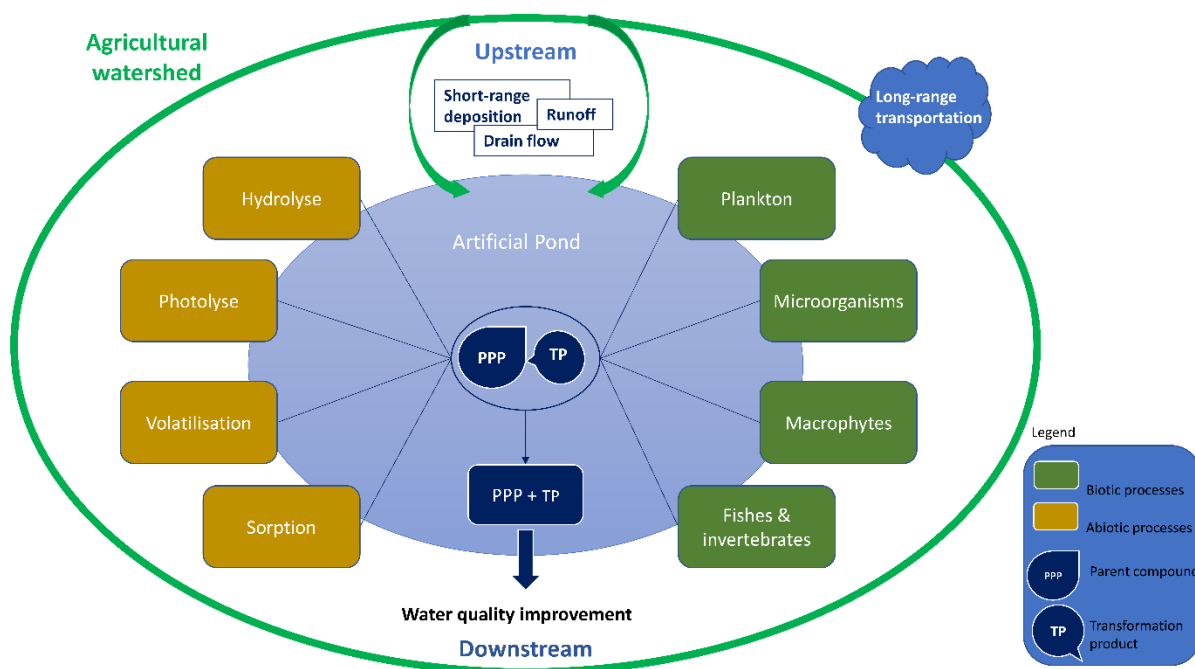 Agricultural
watershed
Upstream
Short-range
deposition
Runoff
Drain flow
Long-range
transportation
Hydrolyse
Plankton
Artificial Pond
Photolyse
Microorganisms
PPP
TP
Volatilisation
Macrophytes
PPP + TP
Sorption
Fishes &
invertebrates
Water quality improvement
Downstream
Legend
Biotic processes
Abiotic processes
PPP
Parent compound
TP
Transformation
product